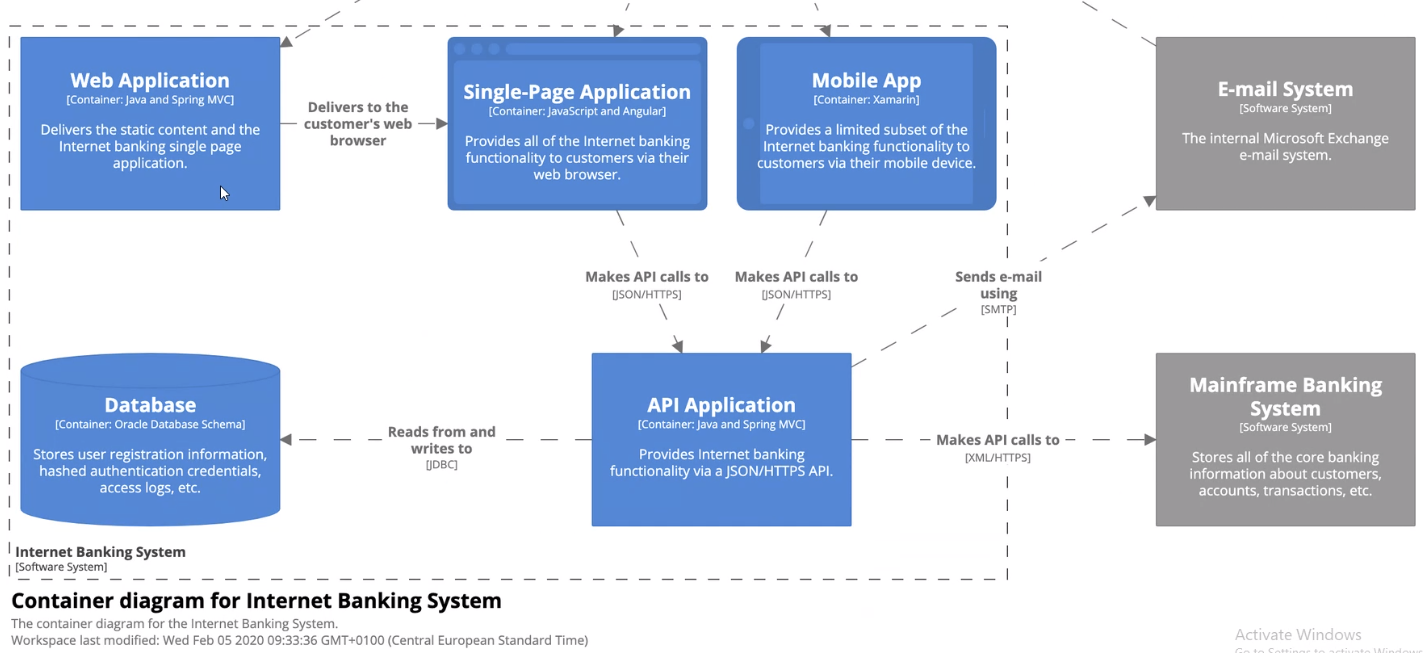 Web Application
[Container: Java and Spring MVC]
Delivers the static content and the
Internet banking single page
application.
Delivers to the
customer's web
browser
Single-Page Application
[Container: JavaScript and Angular]
Provides all of the Internet banking
functionality to customers via their
web browser.
Mobile App
[Container: Xamarin]
Provides a limited subset of the
Internet banking functionality to
customers via their mobile device.
E-mail System
[Software System]
The internal Microsoft Exchange
e-mail system.
Makes API calls to
[JSON/HTTPS]
Makes API calls to
[JSON/HTTPS]
Sends e-mail
using
[SMTP]
Database
[Container: Oracle Database Schema]
Stores user registration information,
hashed authentication credentials,
access logs, etc.
Reads from and
writes to
[JDBC]
API Application
[Container: Java and Spring MVC]
Provides Internet banking
functionality via a JSON/HTTPS API.
Makes API calls to
[XML/HTTPS]
Mainframe Banking
System
[Software System]
Stores all of the core banking
information about customers,
accounts, transactions, etc.
Internet Banking System
[Software System]
Container diagram for Internet Banking System
The container diagram for the Internet Banking System.
Workspace last modified: Wed Feb 05 2020 09:33:36 GMT+0100 (Central European Standard Time)
Activate Windows
Go to Settings to activate Windows